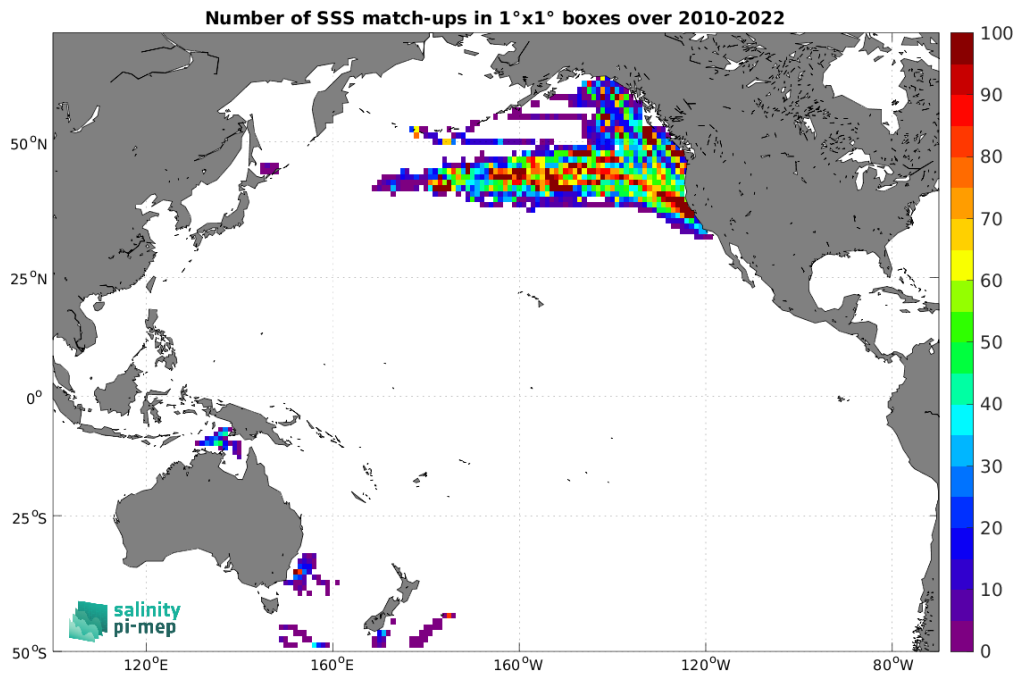 Number of SSS match-ups in 1°x1° boxes over 2010-2022
100
90
80
70
60
50
40
30
20
10
0
50°N
25°N
0°
25°S
50°S
120°E
160°E
160°W
120°W
80°W
salinity
pi-mep